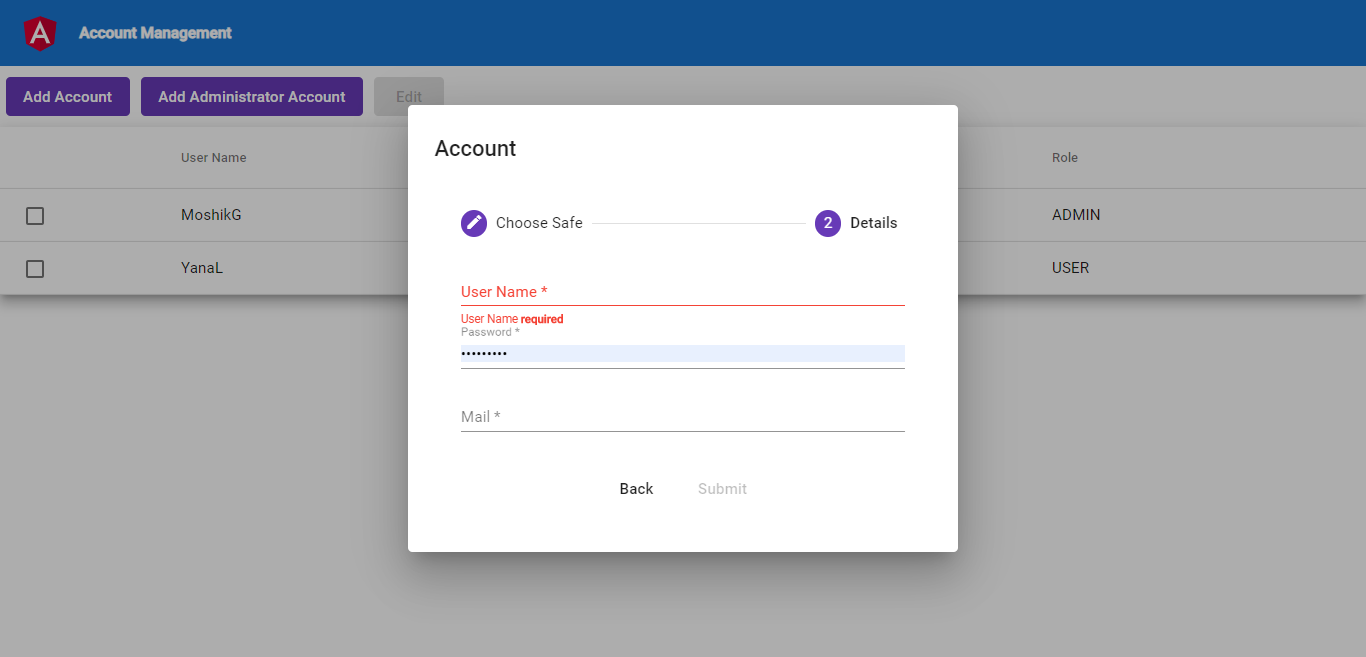 A
Account Management
Add Account
Add Administrator Account
Edit
User Name
Role
MoshikG
ADMIN
YanaL
USER
Account
Choose Safe
2
Details
User Name *
User Name required
Password *
•••••••••
Mail *
Back
Submit